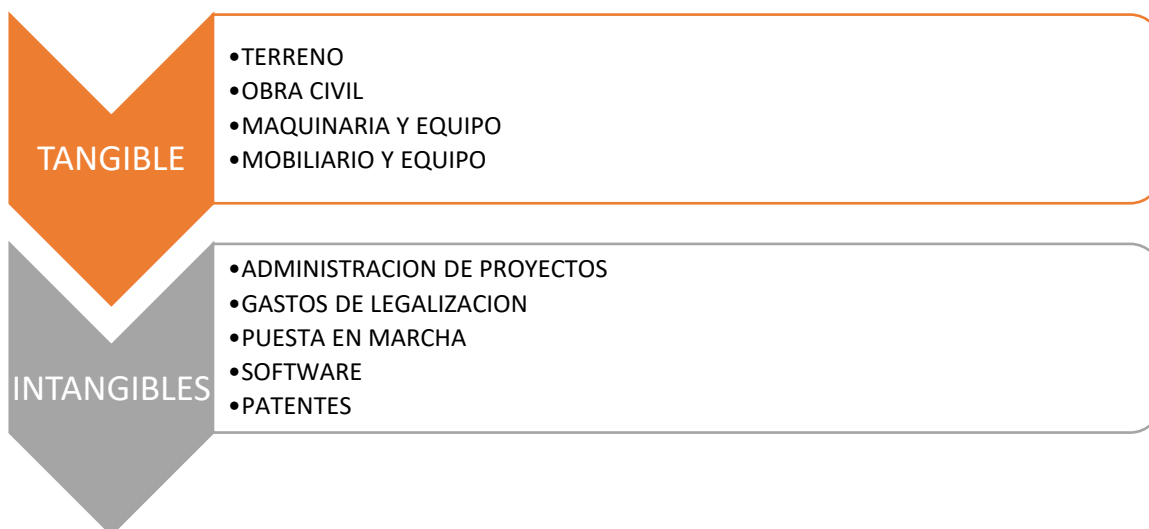 TANGIBLE
•TERRENO
•OBRA CIVIL
•MAQUINARIA Y EQUIPO
•MOBILIARIO Y EQUIPO
INTANGIBLES
•ADMINISTRACION DE PROYECTOS
•GASTOS DE LEGALIZACION
•PUESTA EN MARCHA
•SOFTWARE
•PATENTES